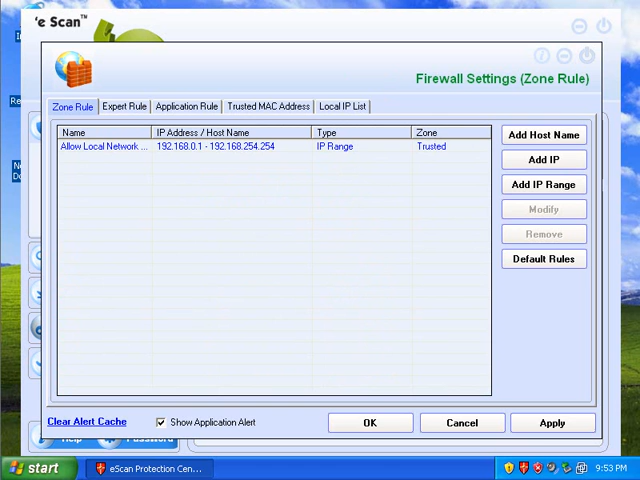 'e Scan™
Firewall Settings (Zone Rule)
Zone Rule Expert Rule Application Rule Trusted MAC Address Local IP List
Name IP Address / Host Name Type Zone
Allow Local Network ... 192.168.0.1 - 192.168.254.254 IP Range Trusted
Add Host Name
Add IP
Add IP Range
Modify
Remove
Default Rules
Clear Alert Cache Show Application Alert OK Cancel Apply
Help Password
start eScan Protection Cen... 9:53 PM